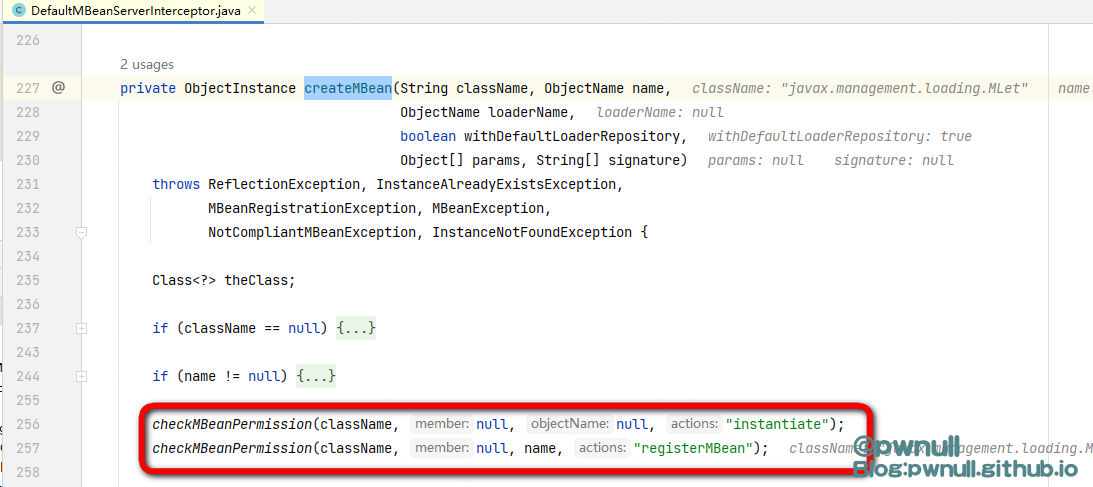 DefaultMBeanServerInterceptor.java
226
2 usages
227 @ private ObjectInstance createMBean(String className, ObjectName name, className: "javax.management.loading.MLet" name
228 ObjectName loaderName, loaderName: null
229 boolean withDefaultLoaderRepository, withDefaultLoaderRepository: true
230 Object[] params, String[] signature) params: null signature: null
231 throws ReflectionException, InstanceAlreadyExistsException,
232 MBeanRegistrationException, MBeanException,
233 NotCompliantMBeanException, InstanceNotFoundException {
234
235 Class<?> theClass;
236
237 if (className == null) {...}
243
244 if (name != null) {...}
255
256 checkMBeanPermission(className, member: null, objectName: null, actions: "instantiate");
257 checkMBeanPermission(className, member: null, name, actions: "registerMBean"); className: "javax.management.loading.M
258
@pwnull
Blog:pwnull.github.io